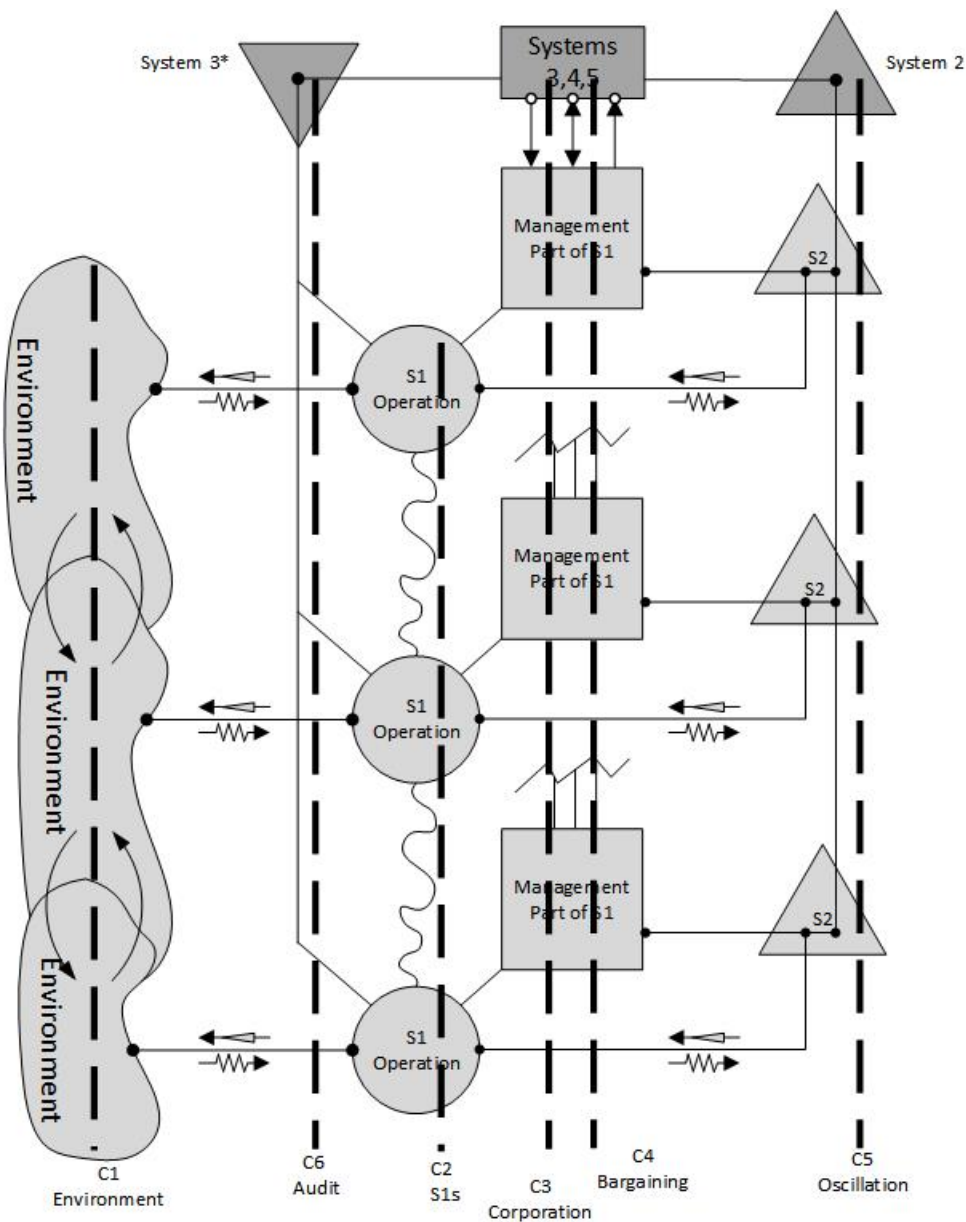 System 3*
Systems
3,4,5
System 2
Management
Part of S1
S2
Environment
S1
Operation
Management
Part of S1
S2
Environment
S1
Operation
Management
Part of S1
S2
Environment
S1
Operation
C1
Environment
C6
Audit
C2
S1s
C3
Corporation
C4
Bargaining
C5
Oscillation